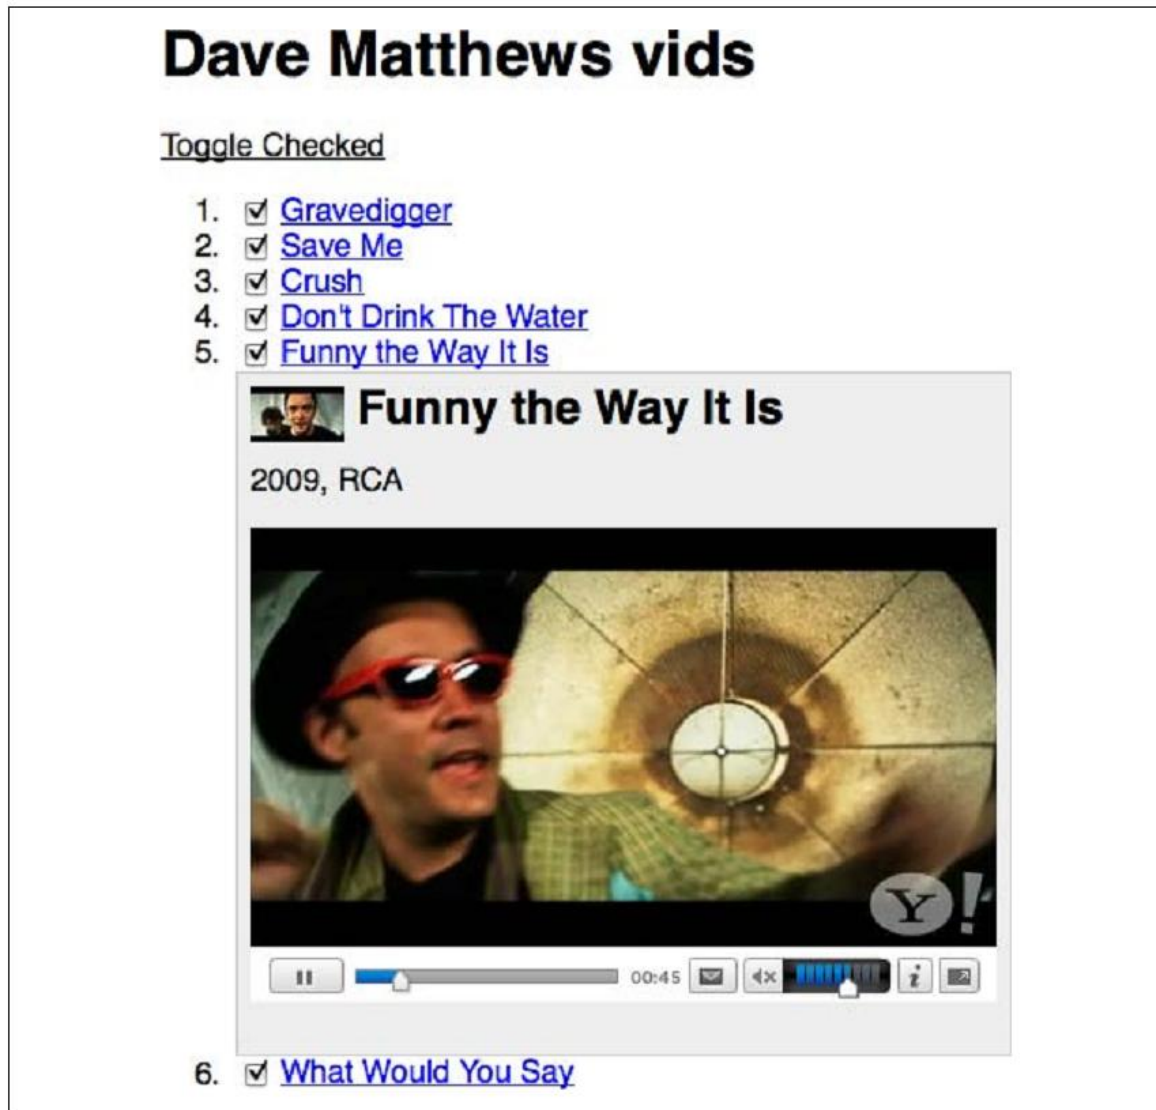 Dave Matthews vids
Toggle Checked
1. Gravedigger
2. Save Me
3. Crush
4. Don't Drink The Water
5. Funny the Way It Is
Funny the Way It Is
2009, RCA
Y!
00:45
i
6. What Would You Say